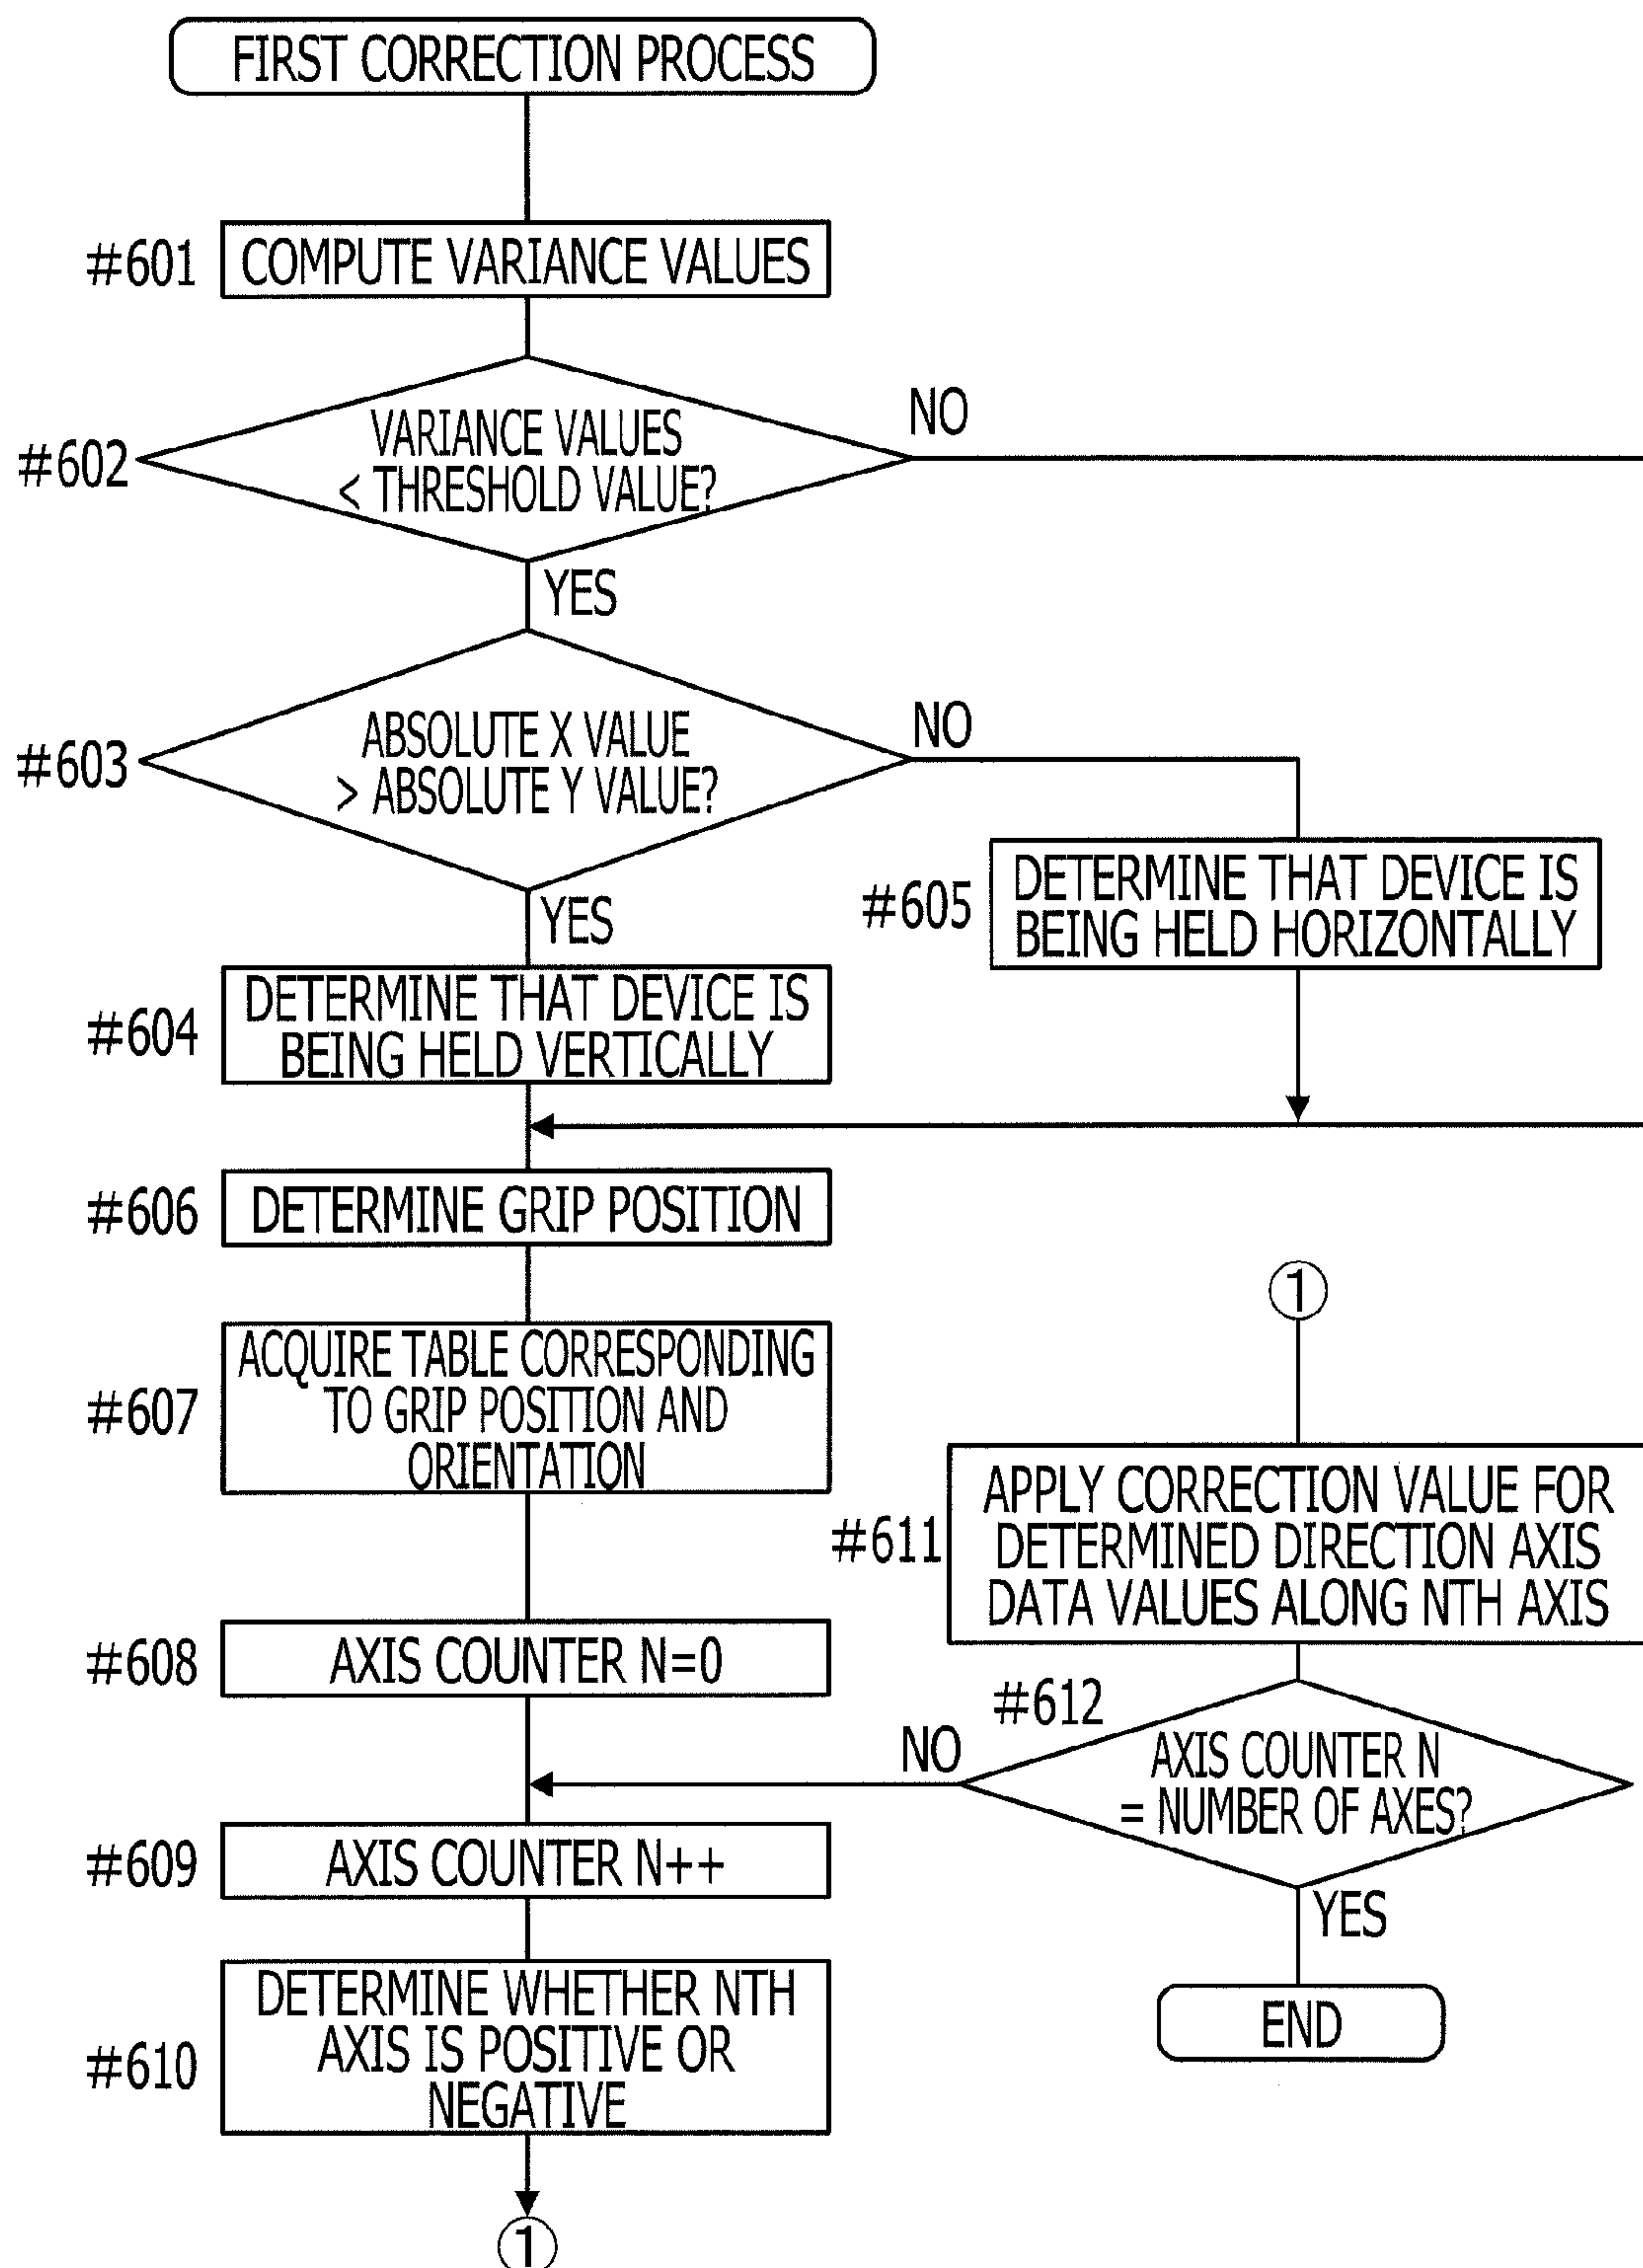 FIRST CORRECTION PROCESS
#601
COMPUTE VARIANCE VALUES
#602
VARIANCE VALUES
< THRESHOLD VALUE?
NO
YES
#603
ABSOLUTE X VALUE
> ABSOLUTE Y VALUE?
NO
YES
#605
DETERMINE THAT DEVICE IS
BEING HELD HORIZONTALLY
#604
DETERMINE THAT DEVICE IS
BEING HELD VERTICALLY
#606
DETERMINE GRIP POSITION
#607
ACQUIRE TABLE CORRESPONDING
TO GRIP POSITION AND
ORIENTATION
#608
AXIS COUNTER N=0
#609
AXIS COUNTER N++
#610
DETERMINE WHETHER NTH
AXIS IS POSITIVE OR
NEGATIVE
1
1
#611
APPLY CORRECTION VALUE FOR
DETERMINED DIRECTION AXIS
DATA VALUES ALONG NTH AXIS
#612
AXIS COUNTER N
= NUMBER OF AXES?
NO
YES
END